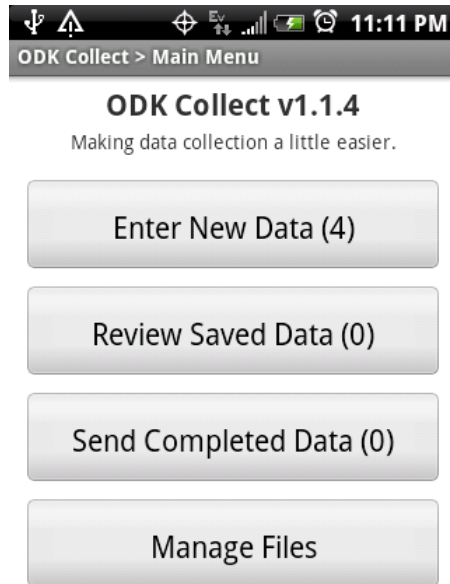 Ev 11:11 PM
ODK Collect > Main Menu
ODK Collect v1.1.4
Making data collection a little easier.
Enter New Data (4)
Review Saved Data (0)
Send Completed Data (0)
Manage Files